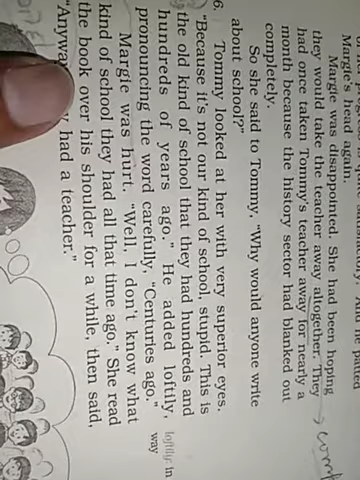 Margie's head again.
Margie was disappointed. She had been hoping
they would take the teacher away altogether. They
had once taken Tommy's teacher away for nearly a
month because the history sector had blanked out
completely.
So she said to Tommy, "Why would anyone write
about school?"
6. Tommy looked at her with very superior eyes.
"Because it's not our kind of school, stupid. This is
the old kind of school that they had hundreds and
hundreds of years ago." He added loftily,
pronouncing the word carefully, "Centuries ago."
loftily: in
way
Margie was hurt. "Well, I don't know what
kind of school they had all that time ago." She read
the book over his shoulder for a while, then said,
had a teacher."